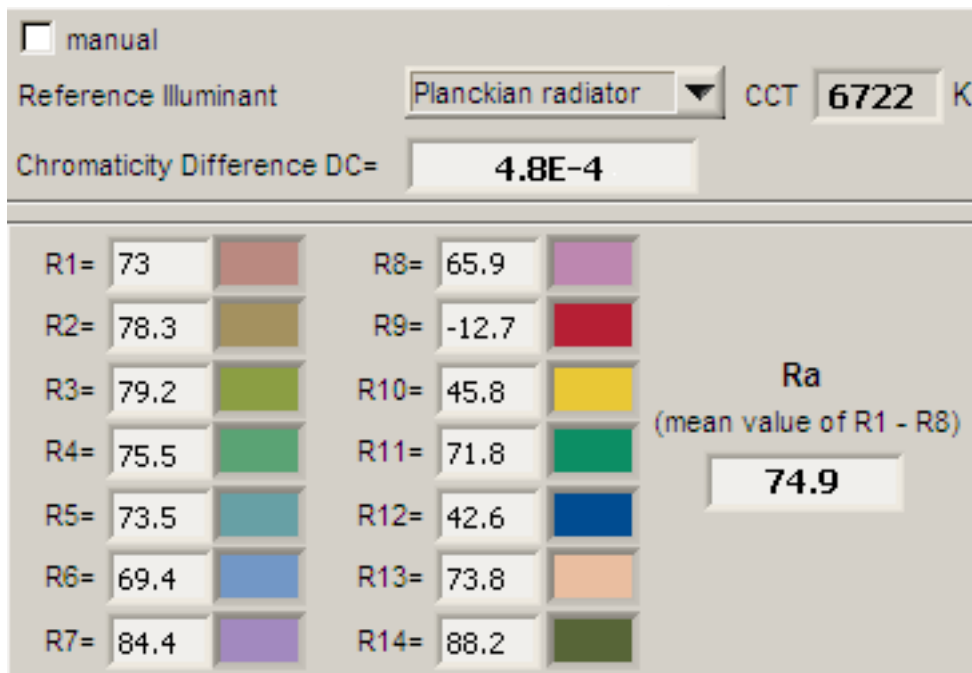 manual
Reference Illuminant Planckian radiator CCT 6722 K
Chromaticity Difference DC= 4.8E-4
R1= 73 R8= 65.9
R2= 78.3 R9= -12.7
R3= 79.2 R10= 45.8
R4= 75.5 R11= 71.8
R5= 73.5 R12= 42.6
R6= 69.4 R13= 73.8
R7= 84.4 R14= 88.2
Ra
(mean value of R1 - R8)
74.9